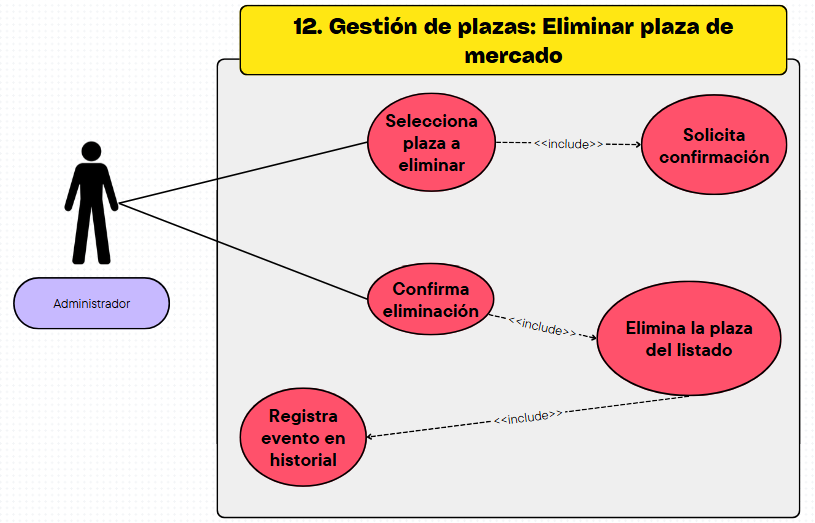 12. Gestión de plazas: Eliminar plaza de
mercado
Selecciona
plaza a
eliminar
<<include>>
Solicita
confirmación
Administrador
Confirma
eliminación
<<include>>
Elimina la plaza
del listado
<<include>>
Registra
evento en
historial